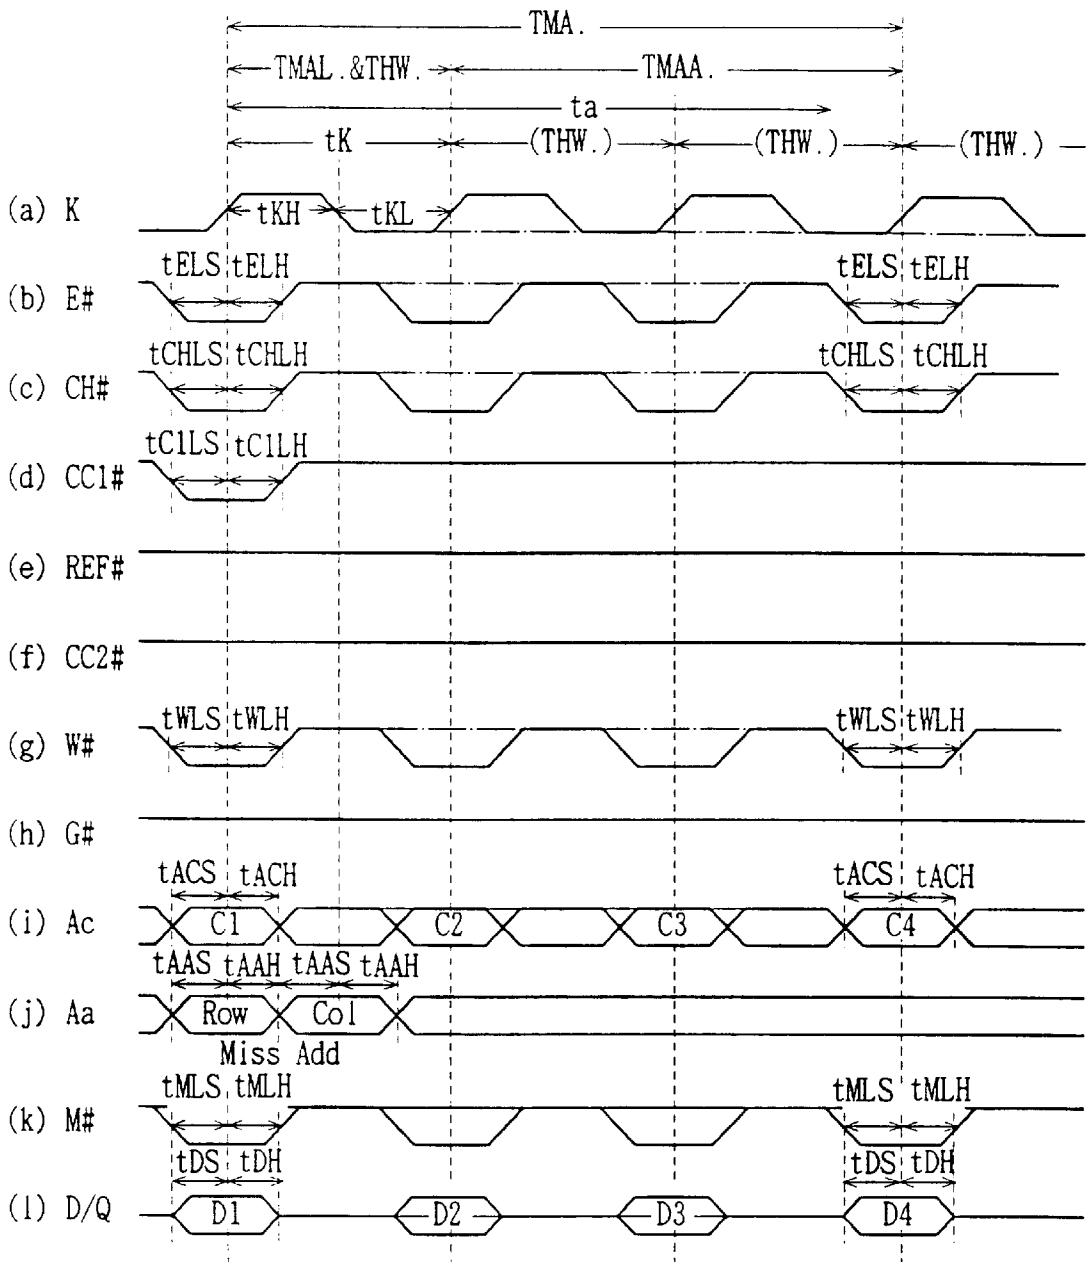 TMA.
TMAL.&THW. TMAA.
ta
tK (THW.) (THW.) (THW.)
(a) K tKH tKL
tELS tELH tELS tELH
(b) E#
tCHLS tCHLH tCHLS tCHLH
(c) CH#
tC1LS tC1LH
(d) CC1#
(e) REF#
(f) CC2#
tWLS tWLH tWLS tWLH
(g) W#
(h) G#
tACS tACH tACS tACH
(i) Ac C1 C2 C3 C4
tAAS tAAH tAAS tAAH
(j) Aa Row Col
Miss Add
tMLS tMLH tMLS tMLH
(k) M#
tDS tDH tDS tDH
(l) D/Q D1 D2 D3 D4